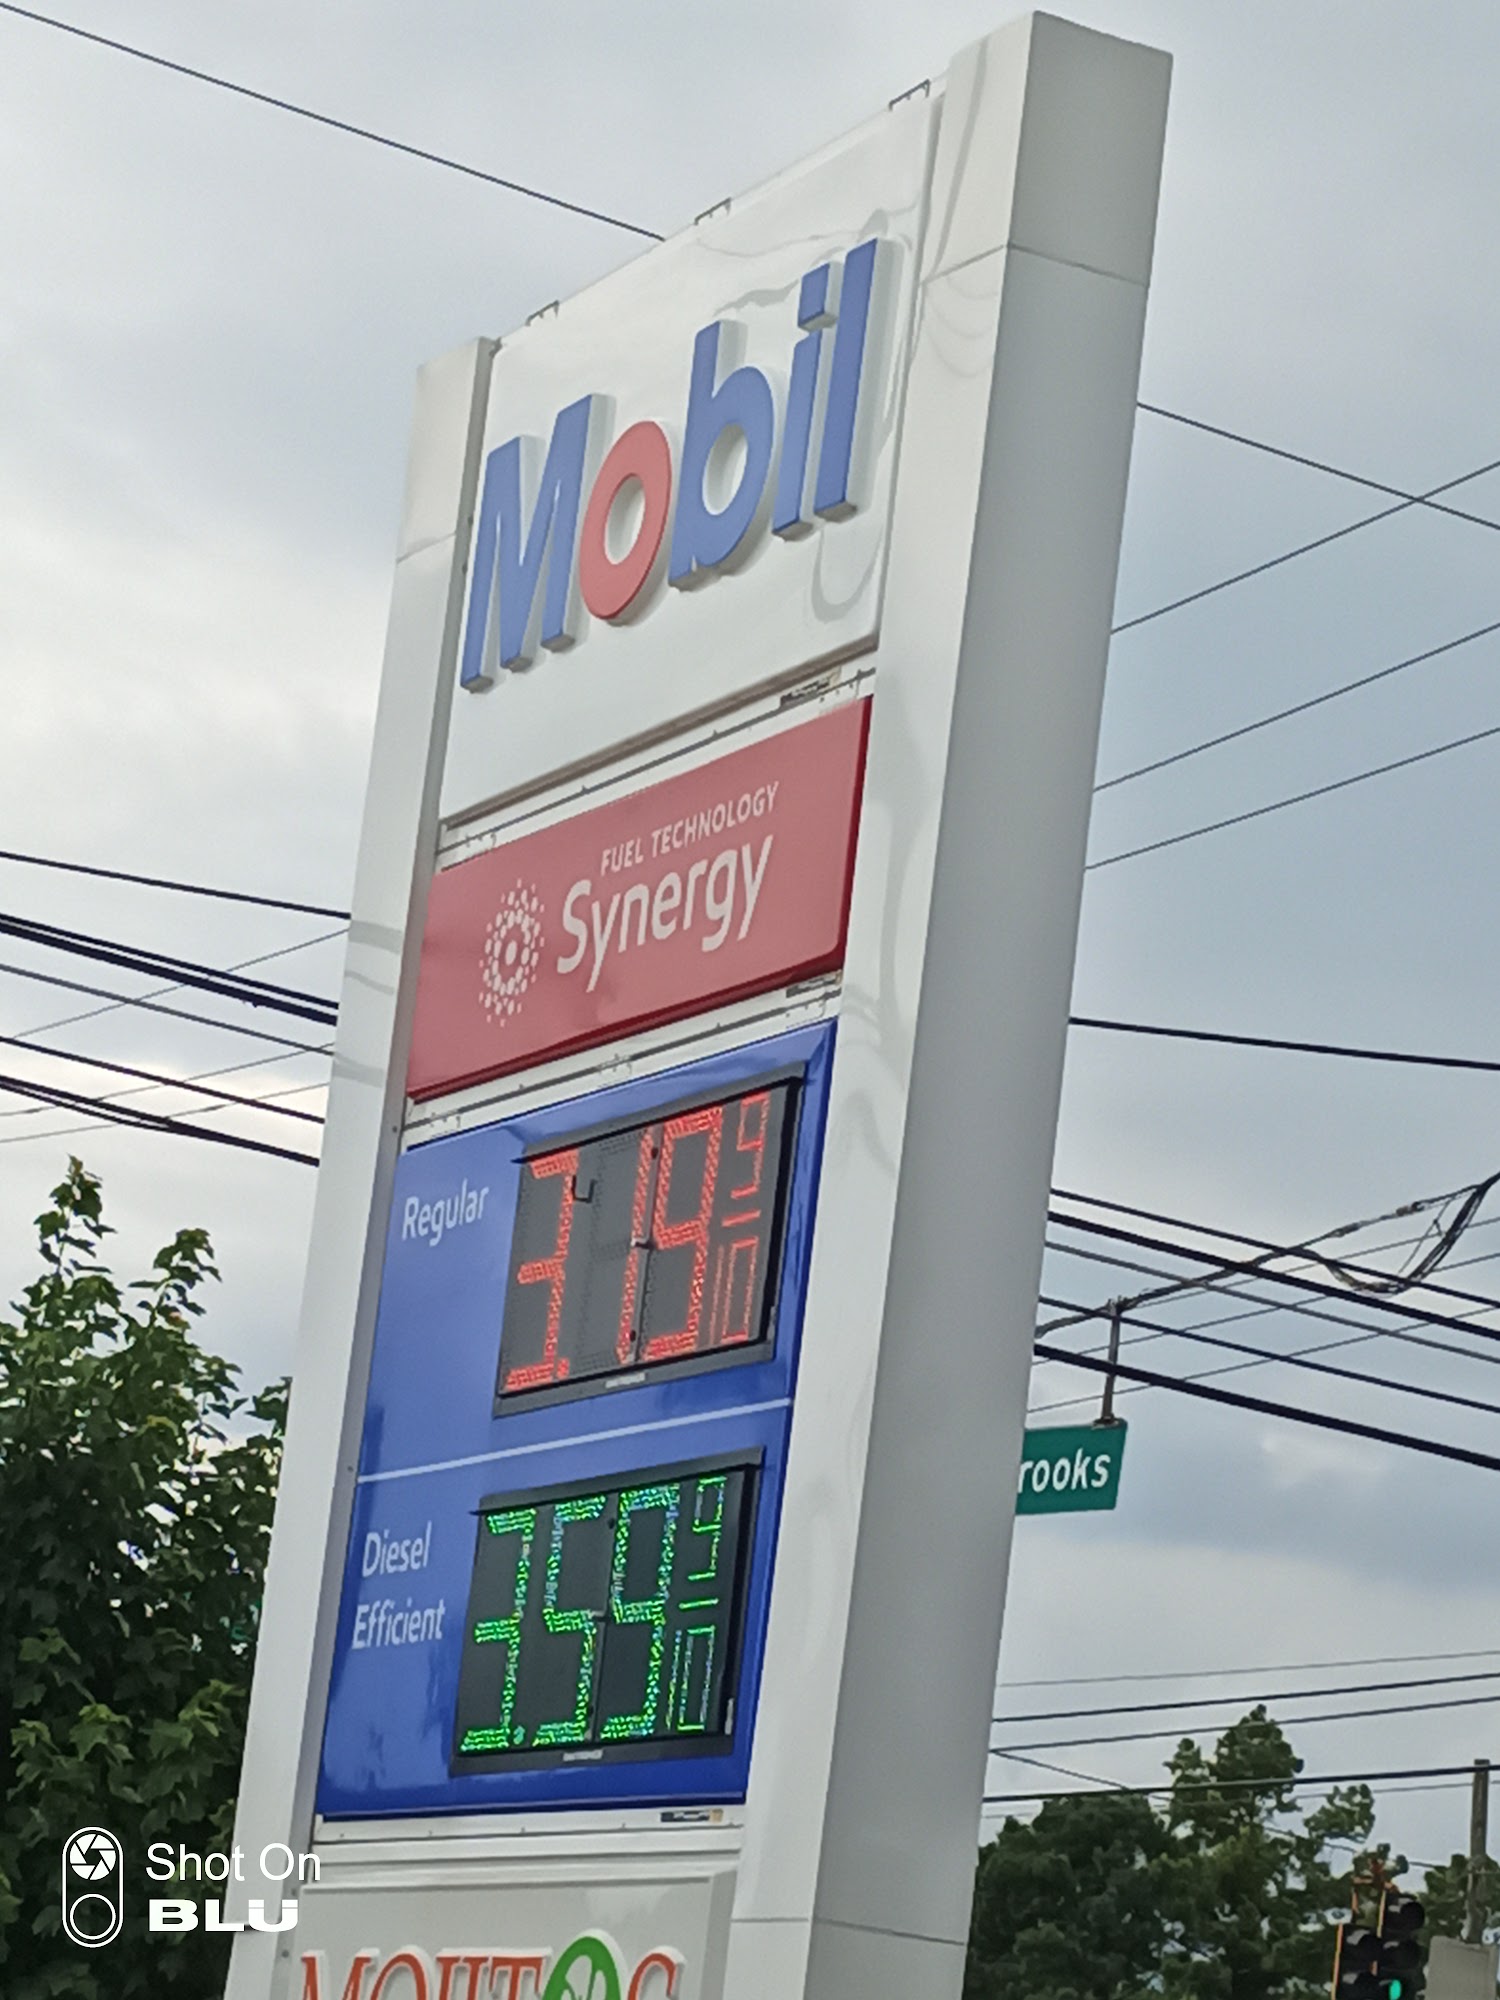 Mobil
FUEL TECHNOLOGY
Synergy
Regular
3.19 9/10
Diesel
Efficient
3.59 9/10
rooks
MOJITOS
Shot On
BLU